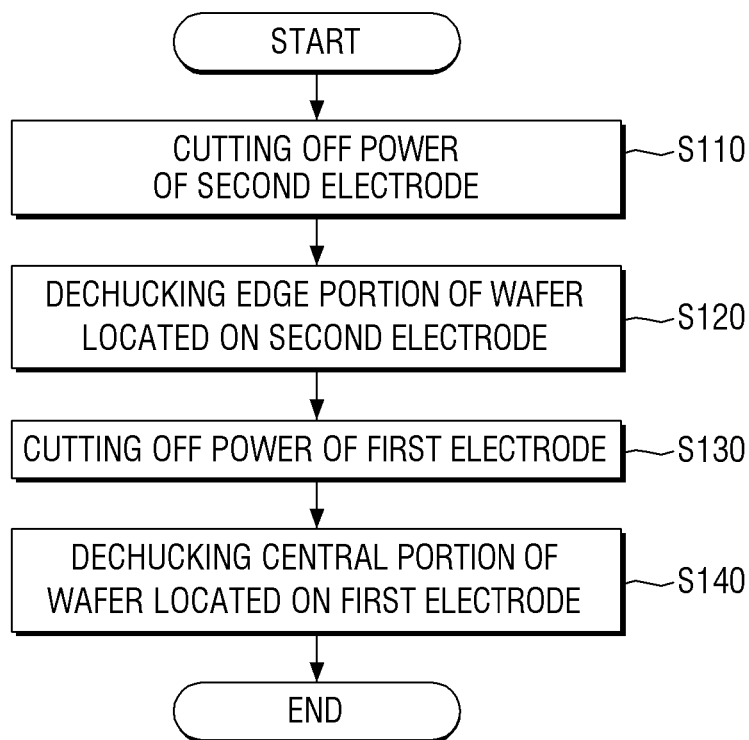 START
CUTTING OFF POWER
OF SECOND ELECTRODE
S110
DECHUCKING EDGE PORTION OF WAFER
LOCATED ON SECOND ELECTRODE
S120
CUTTING OFF POWER OF FIRST ELECTRODE
S130
DECHUCKING CENTRAL PORTION OF
WAFER LOCATED ON FIRST ELECTRODE
S140
END